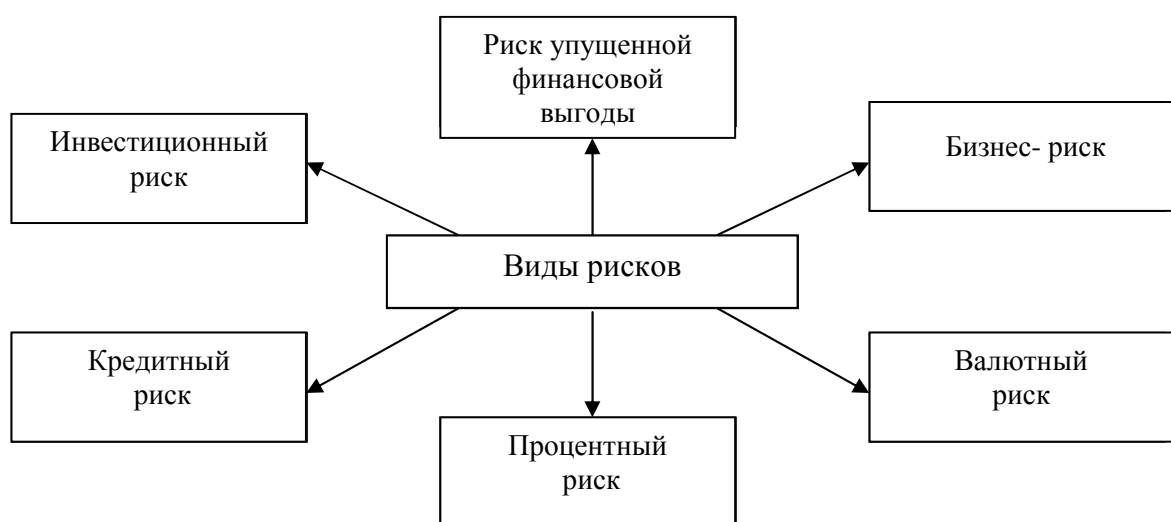 Риск упущенной
финансовой
выгоды
Инвестиционный
риск
Бизнес- риск
Виды рисков
Кредитный
риск
Валютный
риск
Процентный
риск